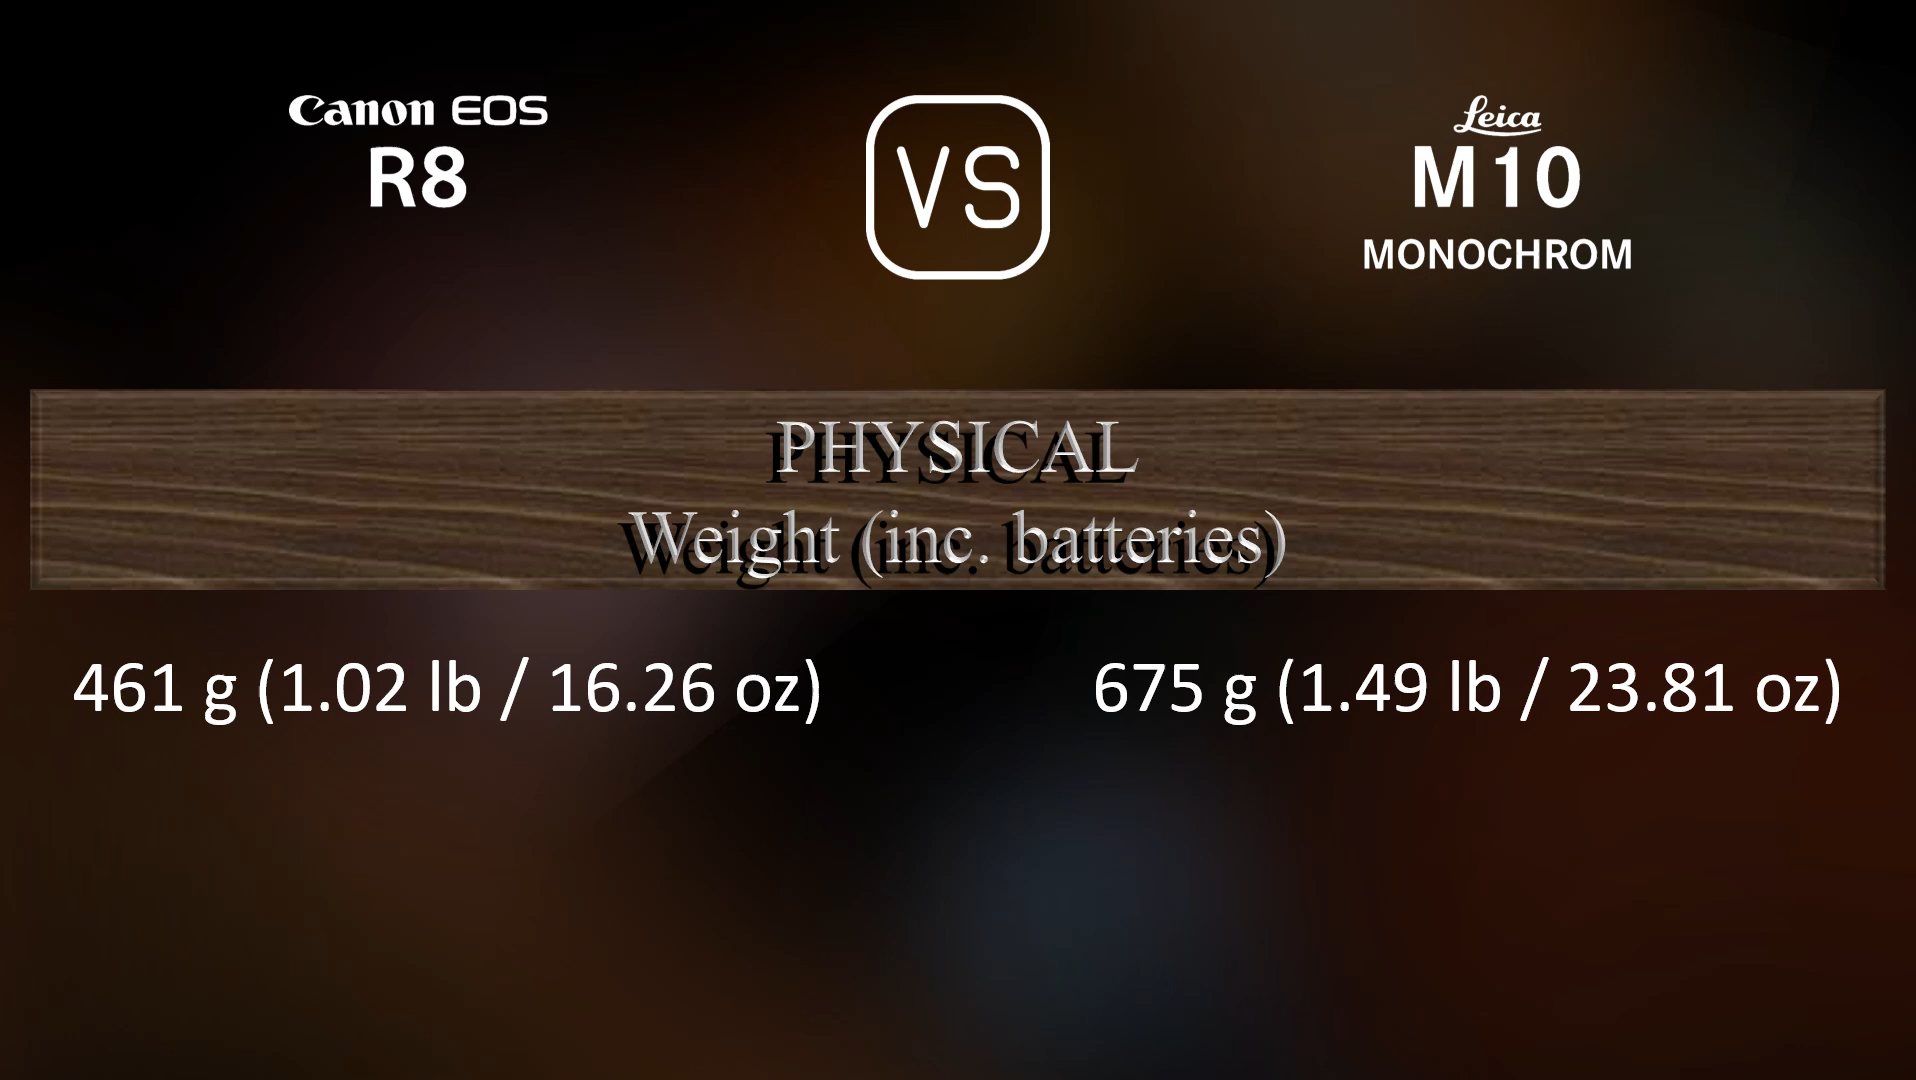 Canon EOS
R8
VS
Leica
M10
MONOCHROM
PHYSICAL
Weight (inc. batteries)
461 g (1.02 lb / 16.26 oz)
675 g (1.49 lb / 23.81 oz)